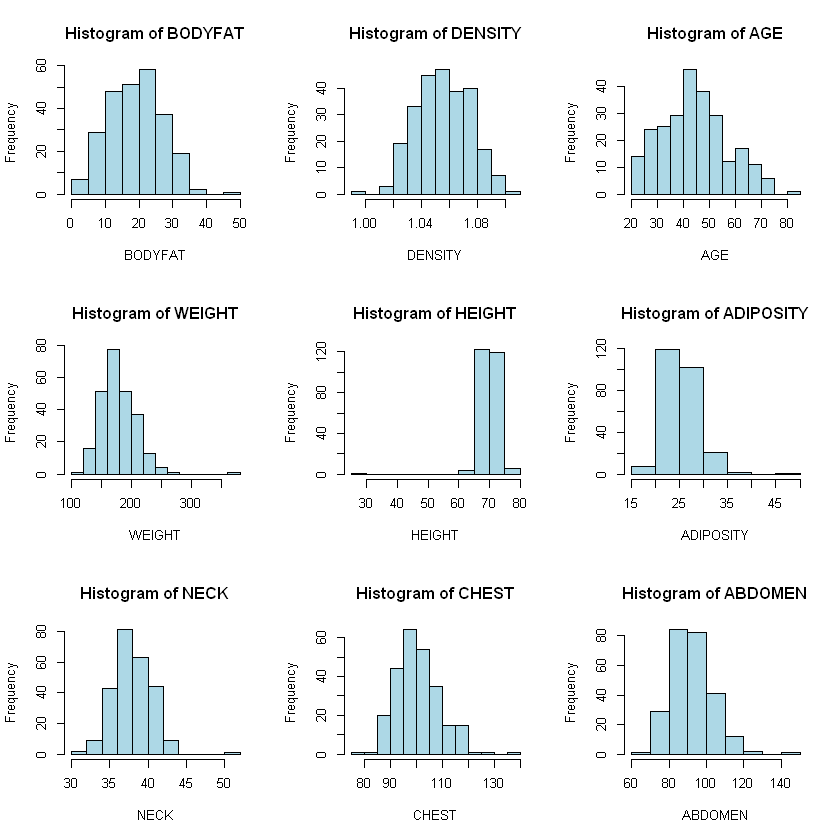 Histogram of BODYFAT
Frequency
0 20 40 60
0 10 20 30 40 50
BODYFAT
Histogram of DENSITY
Frequency
0 10 20 30 40
1.00 1.04 1.08
DENSITY
Histogram of AGE
Frequency
0 10 20 30 40
20 30 40 50 60 70 80
AGE
Histogram of WEIGHT
Frequency
0 20 40 60 80
100 200 300
WEIGHT
Histogram of HEIGHT
Frequency
0 40 80 120
30 40 50 60 70 80
HEIGHT
Histogram of ADIPOSITY
Frequency
0 40 80 120
15 25 35 45
ADIPOSITY
Histogram of NECK
Frequency
0 20 40 60 80
30 35 40 45 50
NECK
Histogram of CHEST
Frequency
0 20 40 60
80 90 110 130
CHEST
Histogram of ABDOMEN
Frequency
0 20 40 60 80
60 80 100 120 140
ABDOMEN